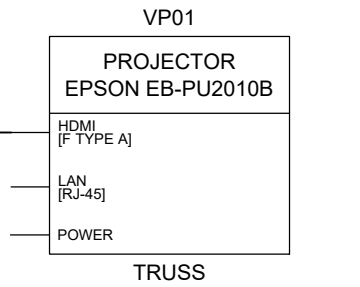 VP01
PROJECTOR
EPSON EB-PU2010B
HDMI
[F TYPE A]
LAN
[RJ-45]
POWER
TRUSS